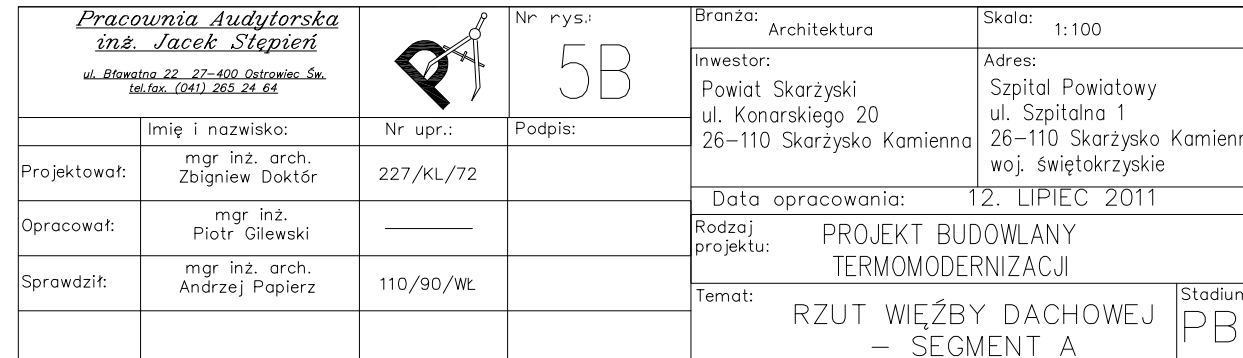 Pracownia Audytorska
inż. Jacek Stępień
ul. Bławatna 22 27-400 Ostrowiec Św.
tel.fax. (041) 265 24 64
Nr rys.:
5B
Branża:
Architektura
Skala:
1:100
Inwestor:
Powiat Skarżyski
ul. Konarskiego 20
26-110 Skarżysko Kamienna
Adres:
Szpital Powiatowy
ul. Szpitalna 1
26-110 Skarżysko Kamienn
woj. świętokrzyskie
Imię i nazwisko:
Nr upr.:
Podpis:
Projektował:
mgr inż. arch.
Zbigniew Doktór
227/KL/72
Opracował:
mgr inż.
Piotr Gilewski
Sprawdził:
mgr inż. arch.
Andrzej Papierz
110/90/WŁ
Data opracowania: 12. LIPIEC 2011
Rodzaj
projektu:
PROJEKT BUDOWLANY
TERMOMODERNIZACJI
Temat:
RZUT WIĘŹBY DACHOWEJ
- SEGMENT A
Stadium
PB